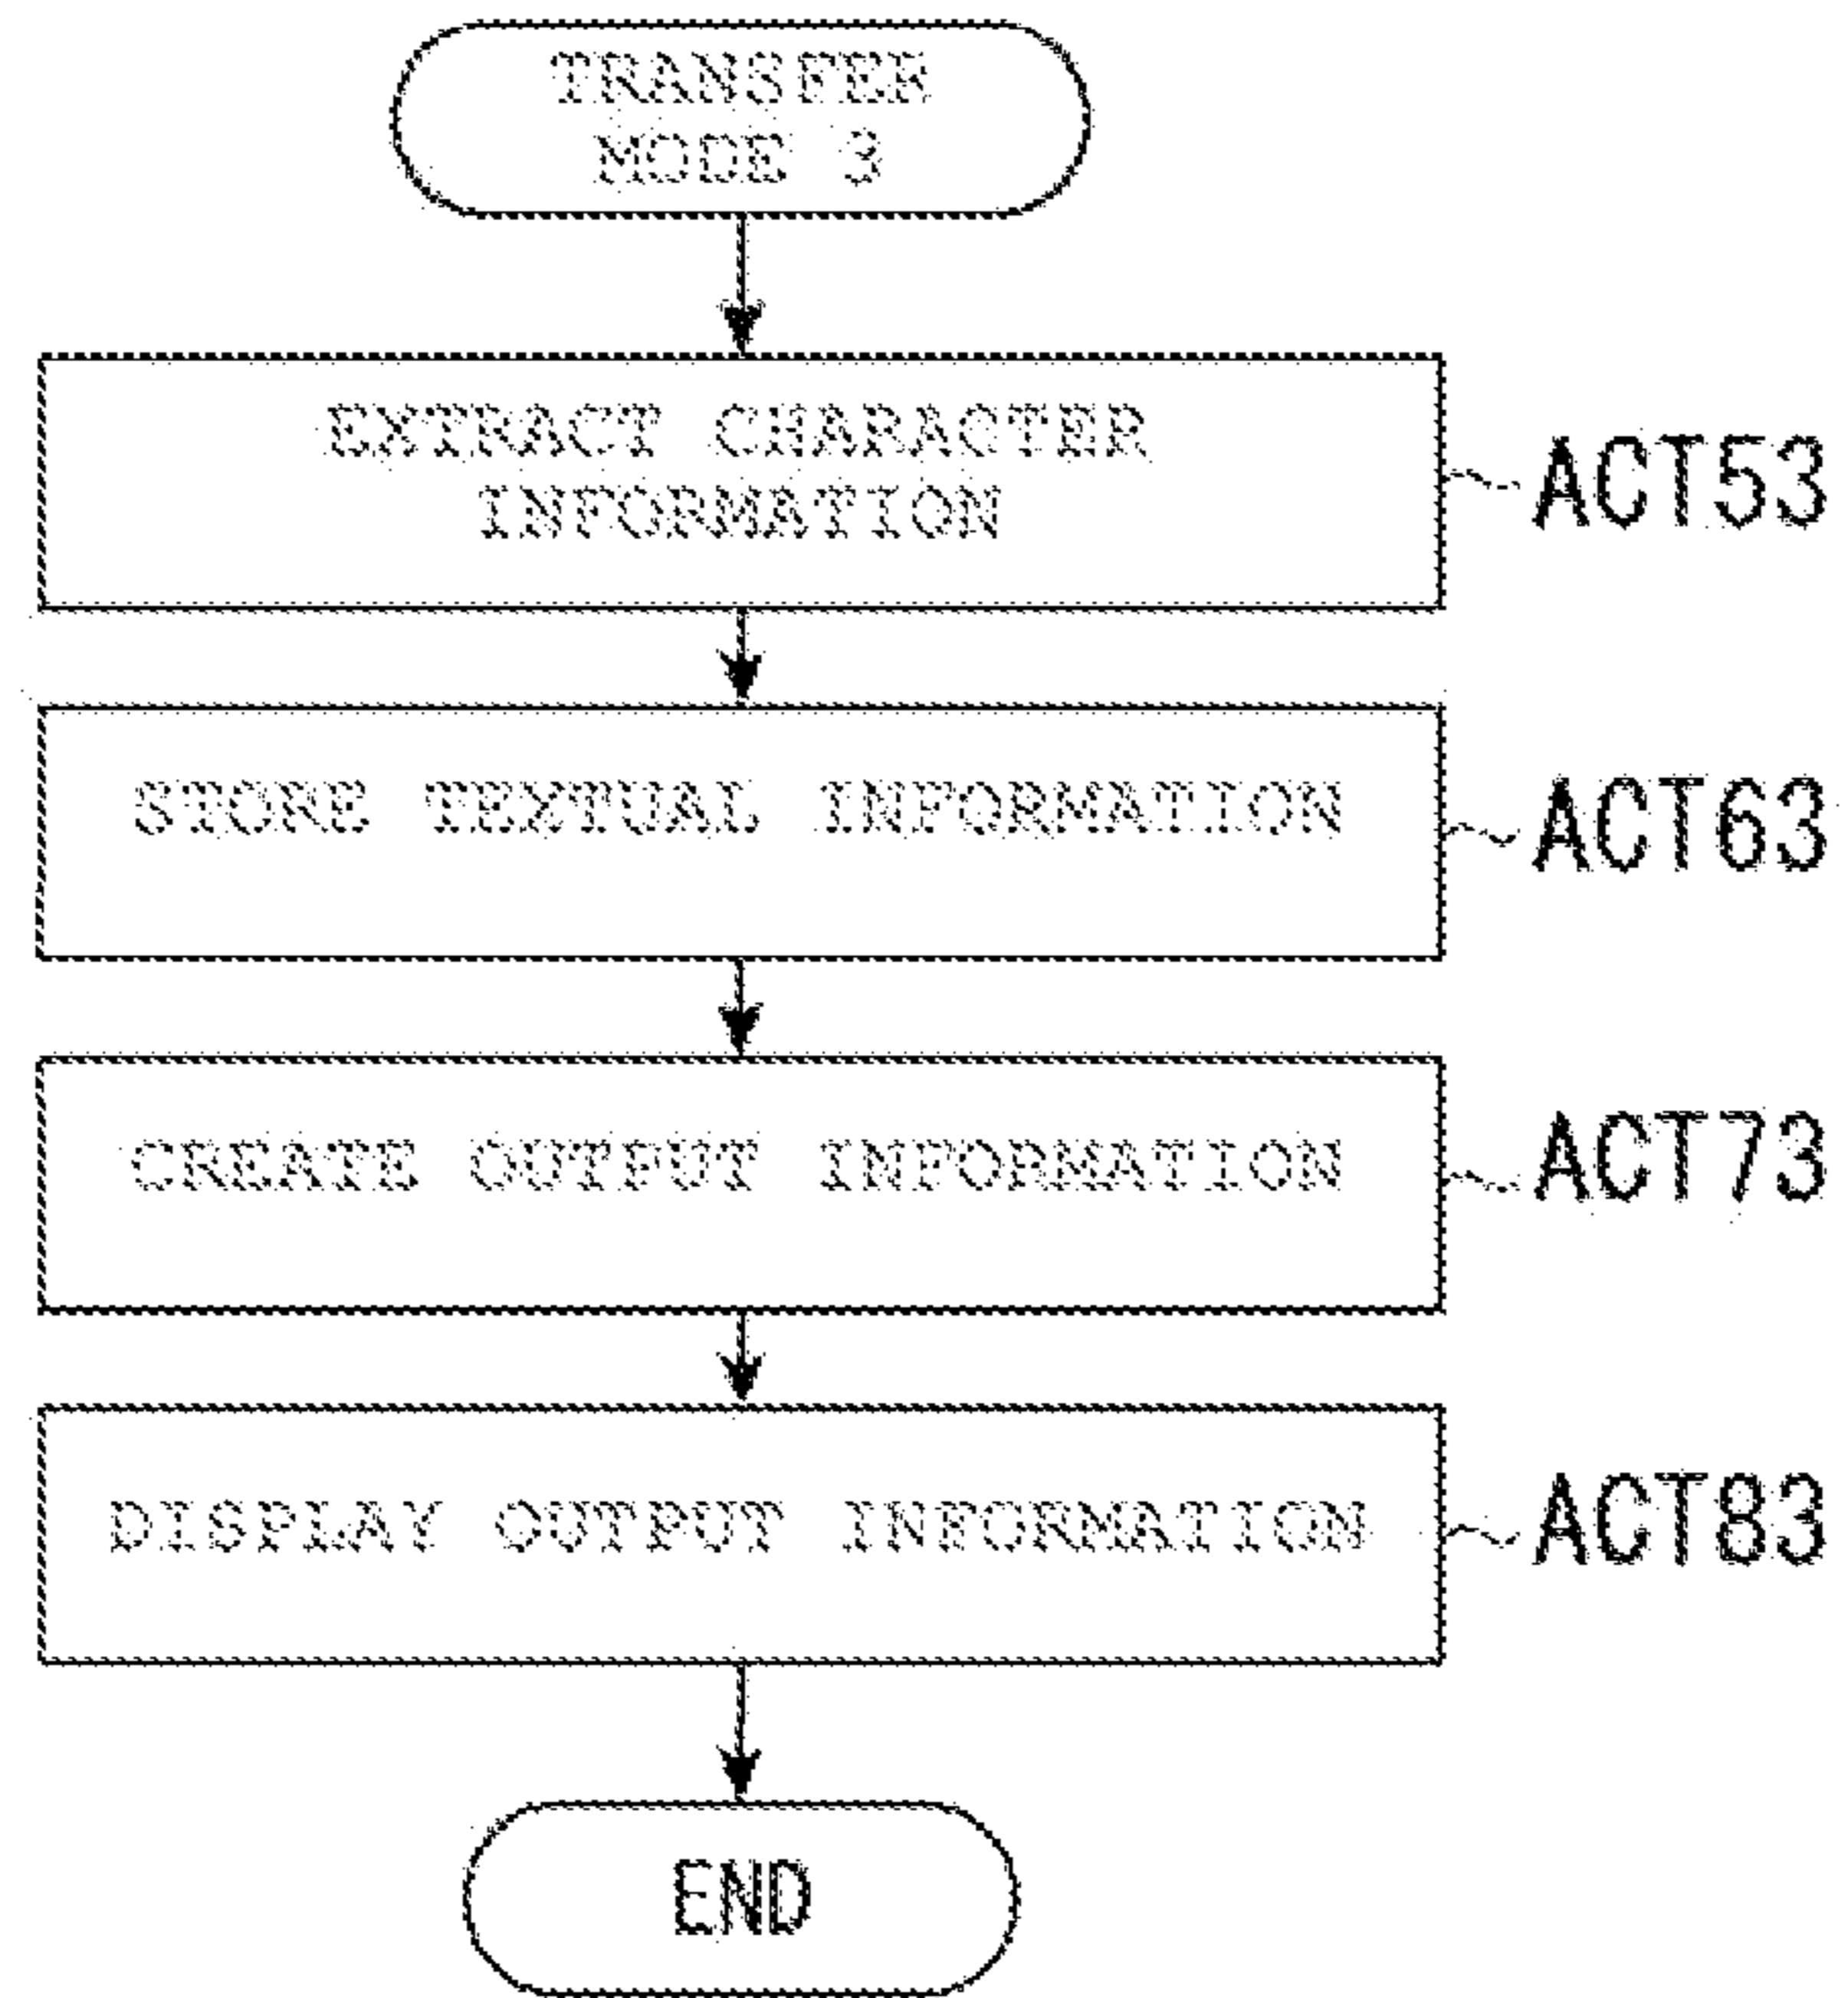 TRANSFER
MODE 3
EXTRACT CHARACTER
INFORMATION
ACT53
STORE TEXTUAL INFORMATION
ACT63
CREATE OUTPUT INFORMATION
ACT73
DISPLAY OUTPUT INFORMATION
ACT83
END